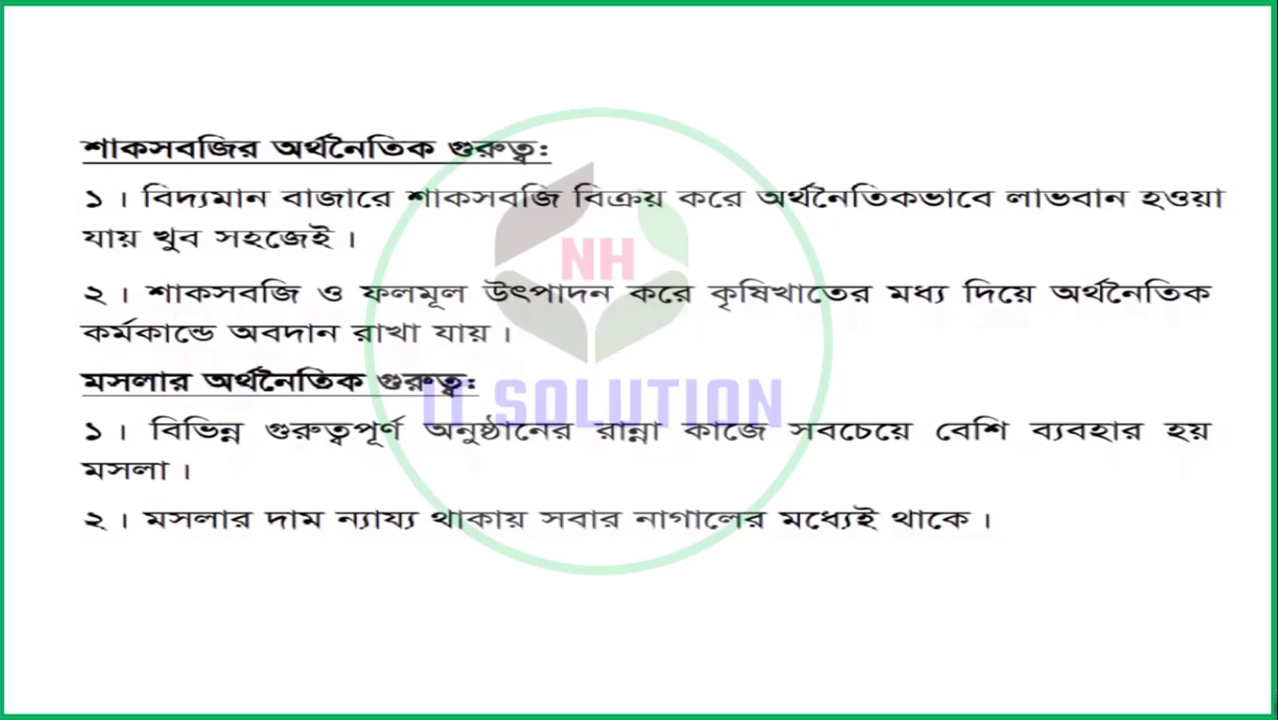 শাকসবজির অর্থনৈতিক গুরুত্ব:
১। বিদ্যমান বাজারে শাকসবজি বিক্রয় করে অর্থনৈতিকভাবে লাভবান হওয়া
যায় খুব সহজেই।
২। শাকসবজি ও ফলমূল উৎপাদন করে কৃষিখাতের মধ্য দিয়ে অর্থনৈতিক
কর্মকান্ডে অবদান রাখা যায়।
মসলার অর্থনৈতিক গুরুত্ব:
১। বিভিন্ন গুরুত্বপূর্ণ অনুষ্ঠানের রান্না কাজে সবচেয়ে বেশি ব্যবহার হয়
মসলা।
২। মসলার দাম ন্যায্য থাকায় সবার নাগালের মধ্যেই থাকে।
NH
IT SOLUTION